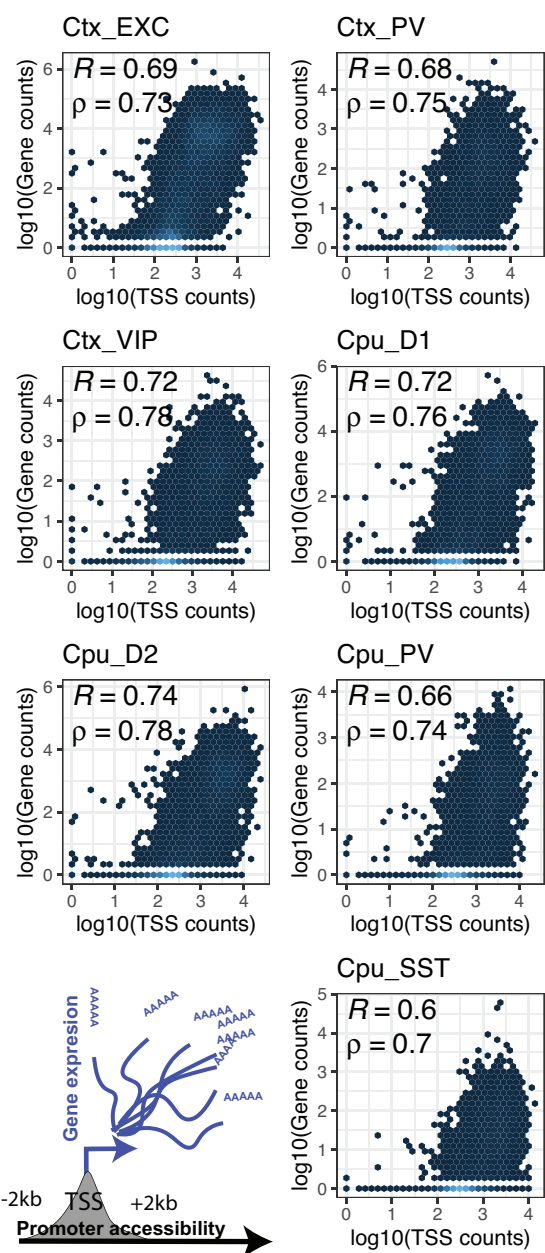 Ctx_EXC
R = 0.69
ρ = 0.73
log10(Gene counts)
6
4
2
0
0 1 2 3 4
log10(TSS counts)
Ctx_PV
R = 0.68
ρ = 0.75
log10(Gene counts)
4
3
2
1
0
0 1 2 3 4
log10(TSS counts)
Ctx_VIP
R = 0.72
ρ = 0.78
log10(Gene counts)
4
3
2
1
0
0 1 2 3 4
log10(TSS counts)
Cpu_D1
R = 0.72
ρ = 0.76
log10(Gene counts)
6
4
2
0
0 1 2 3 4
log10(TSS counts)
Cpu_D2
R = 0.74
ρ = 0.78
log10(Gene counts)
6
4
2
0
0 1 2 3 4
log10(TSS counts)
Cpu_PV
R = 0.66
ρ = 0.74
log10(Gene counts)
4
3
2
1
0
0 1 2 3 4
log10(TSS counts)
Gene expresion
AAAAA
AAAAA
AAAAA
AAAAA
AAAAA
AAAA
AAAAA
-2kb TSS +2kb
Promoter accessibility
Cpu_SST
R = 0.6
ρ = 0.7
log10(Gene counts)
5
4
3
2
1
0
0 1 2 3 4
log10(TSS counts)